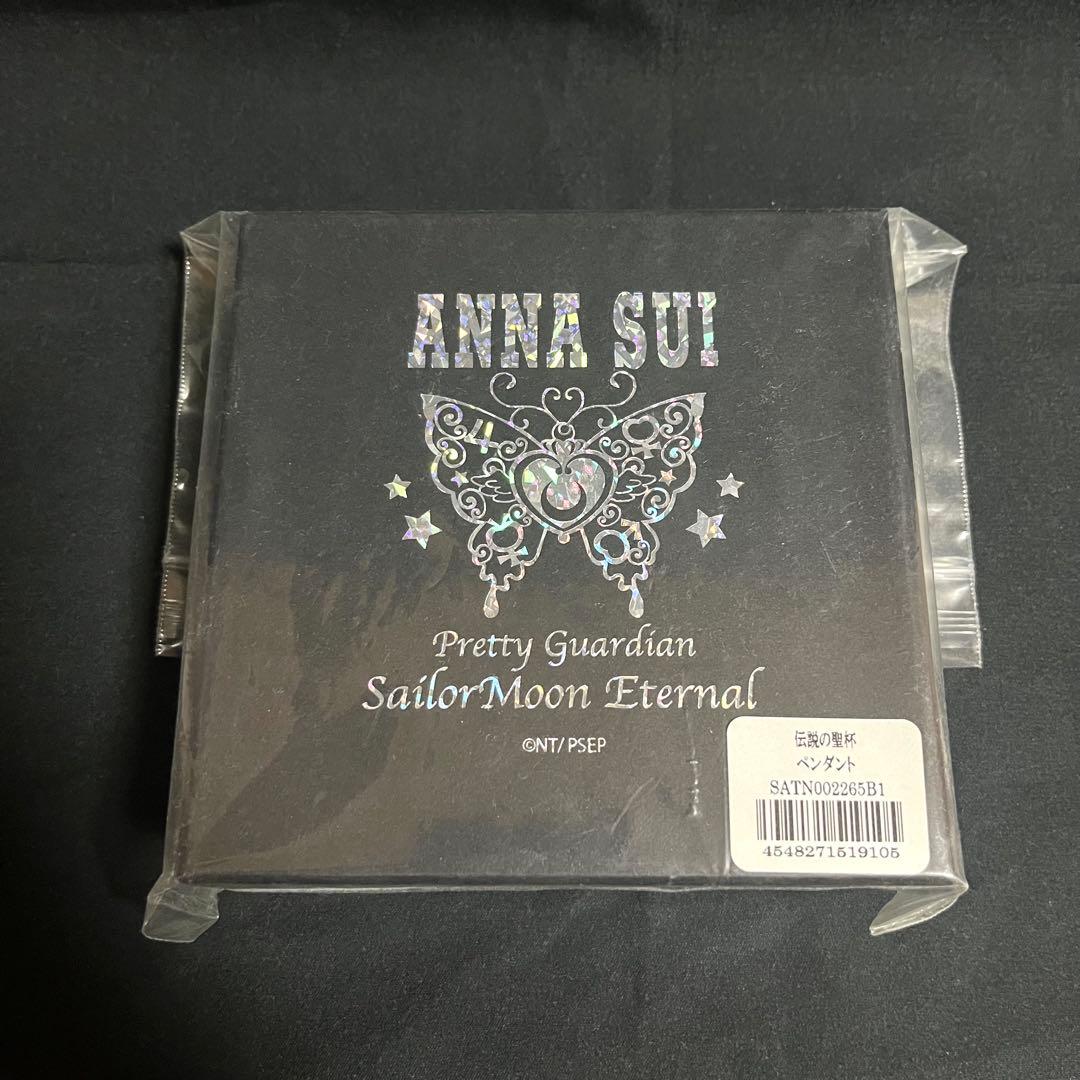 ANNA SUI
Pretty Guardian
SailorMoon Eternal
©NT/PSEP
伝説の聖杯
ペンダント
SATN002265B1
4548271519105